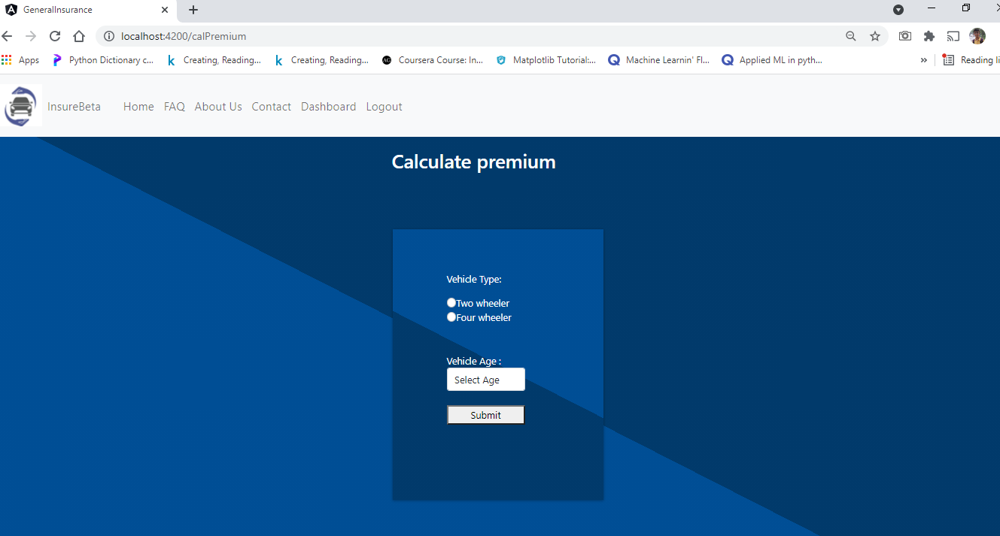 GeneralInsurance
localhost:4200/calPremium
Apps Python Dictionary c... Creating, Reading... Creating, Reading... Coursera Course: In... Matplotlib Tutorial:... Machine Learnin' Fl... Applied ML in pyth... » Reading li
InsureBeta Home FAQ About Us Contact Dashboard Logout
Calculate premium
Vehicle Type:
Two wheeler
Four wheeler
Vehicle Age :
Select Age
Submit